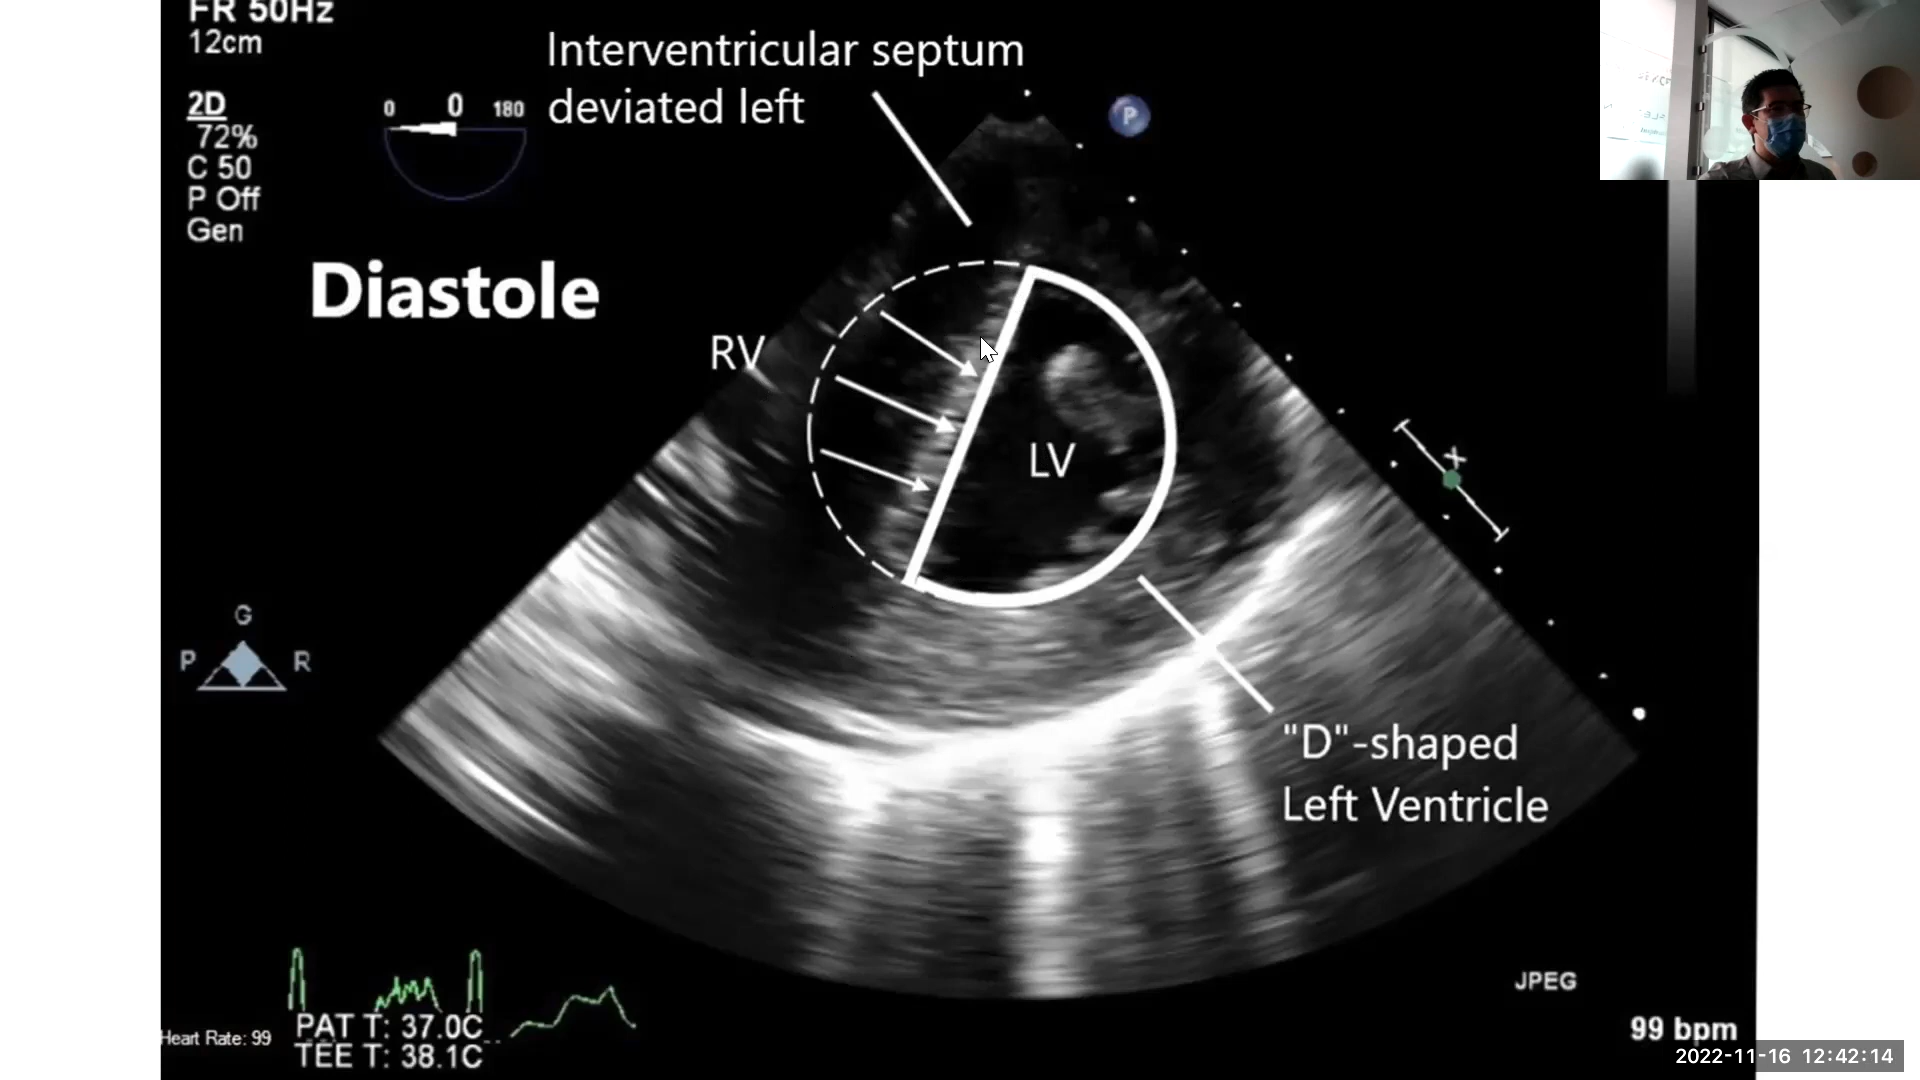 FR 50Hz
12cm
2D
72%
C 50
P Off
Gen
0 0 180
Interventricular septum
deviated left
P
Diastole
RV
LV
X
G
P R
"D"-shaped
Left Ventricle
JPEG
Heart Rate: 99
PAT T: 37.0C
TEE T: 38.1C
99 bpm
2022-11-16 12:42:14